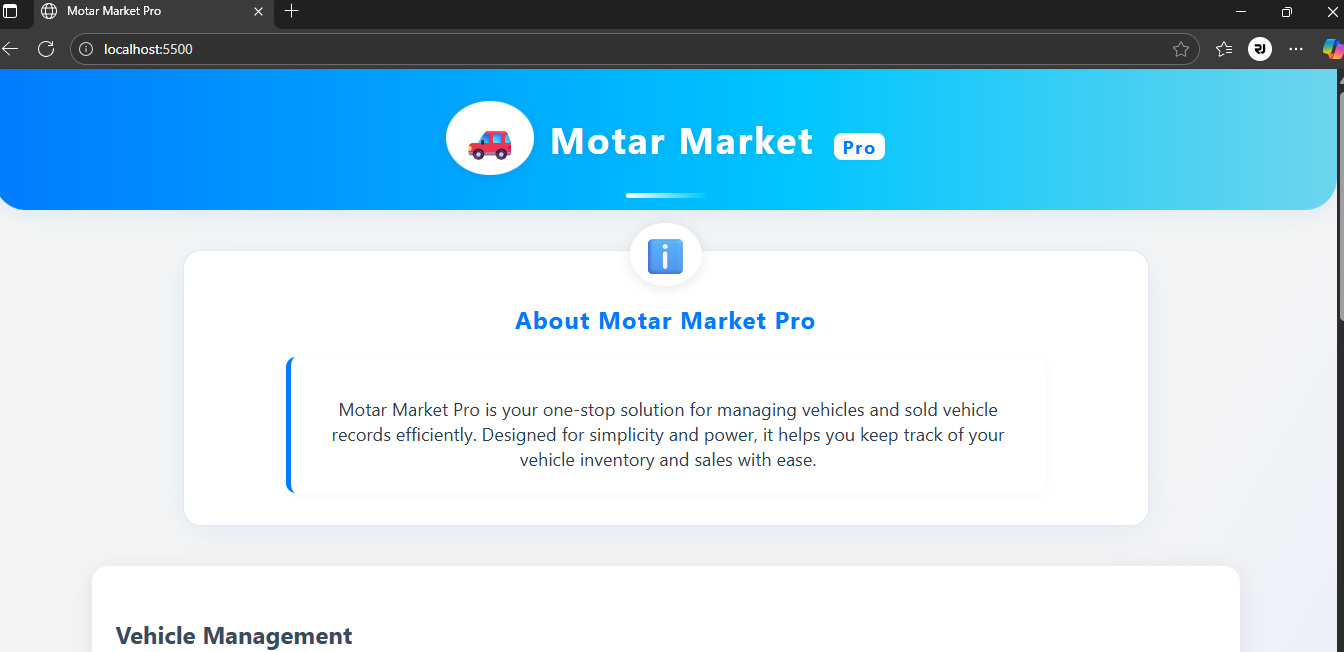 Motar Market Pro
localhost:5500
Motar Market Pro
About Motar Market Pro
Motar Market Pro is your one-stop solution for managing vehicles and sold vehicle
records efficiently. Designed for simplicity and power, it helps you keep track of your
vehicle inventory and sales with ease.
Vehicle Management